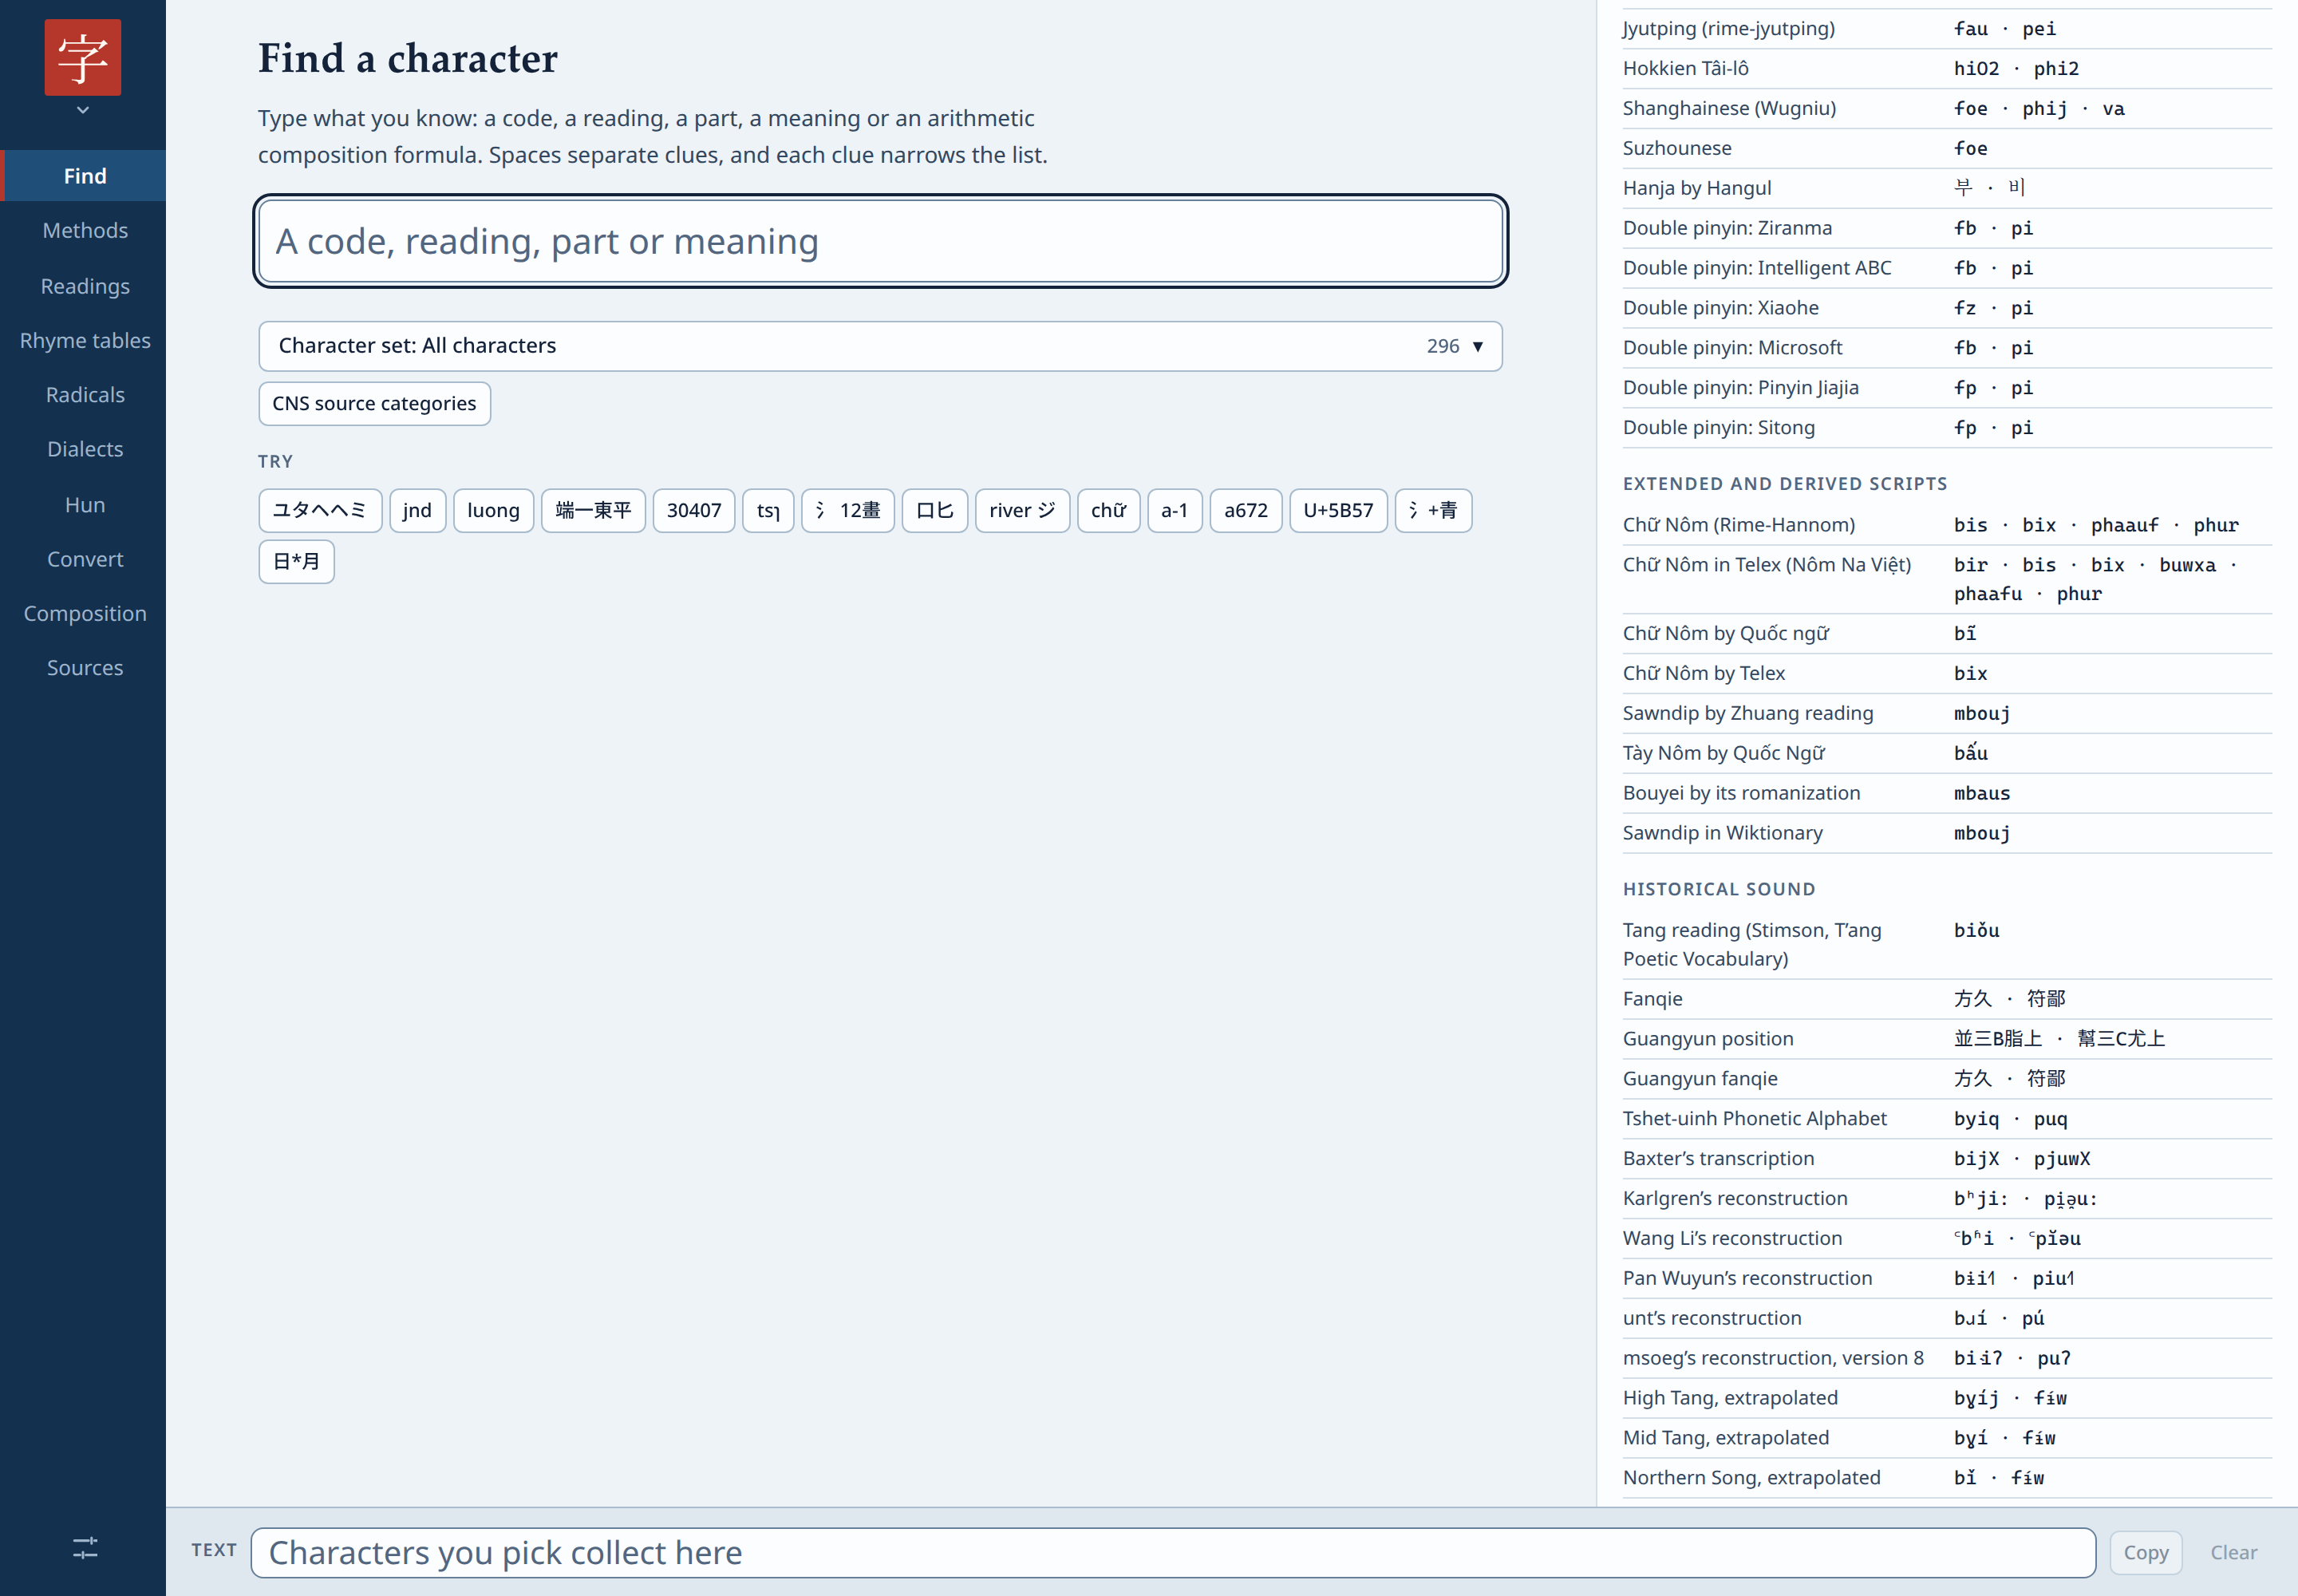 字
Find
Methods
Readings
Rhyme tables
Radicals
Dialects
Hun
Convert
Composition
Sources
Find a character
Type what you know: a code, a reading, a part, a meaning or an arithmetic
composition formula. Spaces separate clues, and each clue narrows the list.
A code, reading, part or meaning
Character set: All characters 296 ▼
CNS source categories
TRY
ユタヘヘミ jnd luong 端一東平 30407 tsʅ 氵 12畫 口匕 river ジ chữ a-1 a672 U+5B57 氵+青
日*月
Jyutping (rime-jyutping) fau · pei
Hokkien Tâi-lô hiO2 · phi2
Shanghainese (Wugniu) foe · phij · va
Suzhounese foe
Hanja by Hangul 부 · 비
Double pinyin: Ziranma fb · pi
Double pinyin: Intelligent ABC fb · pi
Double pinyin: Xiaohe fz · pi
Double pinyin: Microsoft fb · pi
Double pinyin: Pinyin Jiajia fp · pi
Double pinyin: Sitong fp · pi
EXTENDED AND DERIVED SCRIPTS
Chữ Nôm (Rime-Hannom) bis · bix · phaauf · phur
Chữ Nôm in Telex (Nôm Na Việt) bir · bis · bix · buwxa ·
phaafu · phur
Chữ Nôm by Quốc ngữ bĩ
Chữ Nôm by Telex bix
Sawndip by Zhuang reading mbouj
Tày Nôm by Quốc Ngữ bấu
Bouyei by its romanization mbaus
Sawndip in Wiktionary mbouj
HISTORICAL SOUND
Tang reading (Stimson, T’ang
Poetic Vocabulary) biǒu
Fanqie 方久 · 符鄙
Guangyun position 並三B脂上 · 幫三C尤上
Guangyun fanqie 方久 · 符鄙
Tshet-uinh Phonetic Alphabet byiq · puq
Baxter’s transcription bijX · pjuwX
Karlgren’s reconstruction bʰji: · pi̯ə̯u:
Wang Li’s reconstruction ꜂bʱi · ꜂pĭəu
Pan Wuyun’s reconstruction bɨi˧˥ · piu˧˥
unt’s reconstruction bɹí · pú
msoeg’s reconstruction, version 8 biɨʔ · puʔ
High Tang, extrapolated bɣíj · fɨ́w
Mid Tang, extrapolated bɣí · fɨ́w
Northern Song, extrapolated bǐ · fɨ́w
TEXT Characters you pick collect here Copy Clear